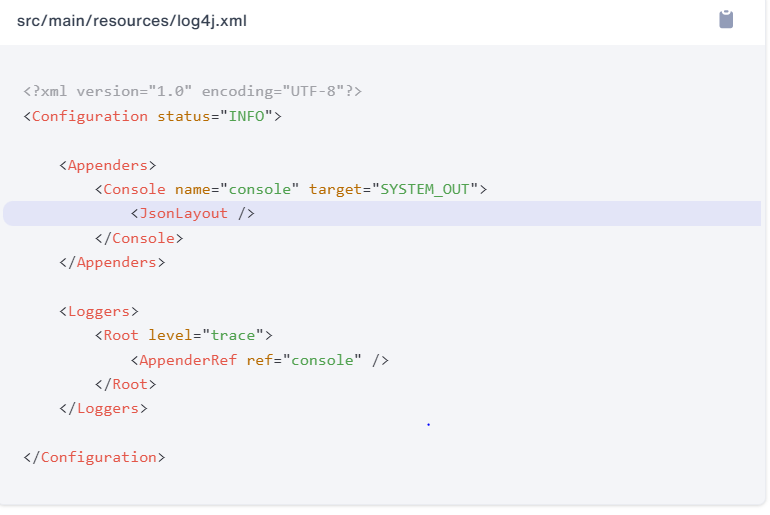 src/main/resources/log4j.xml
<?xml version="1.0" encoding="UTF-8"?>
<Configuration status="INFO">
<Appenders>
<Console name="console" target="SYSTEM_OUT">
<JsonLayout />
</Console>
</Appenders>
<Loggers>
<Root level="trace">
<AppenderRef ref="console" />
</Root>
</Loggers>
</Configuration>